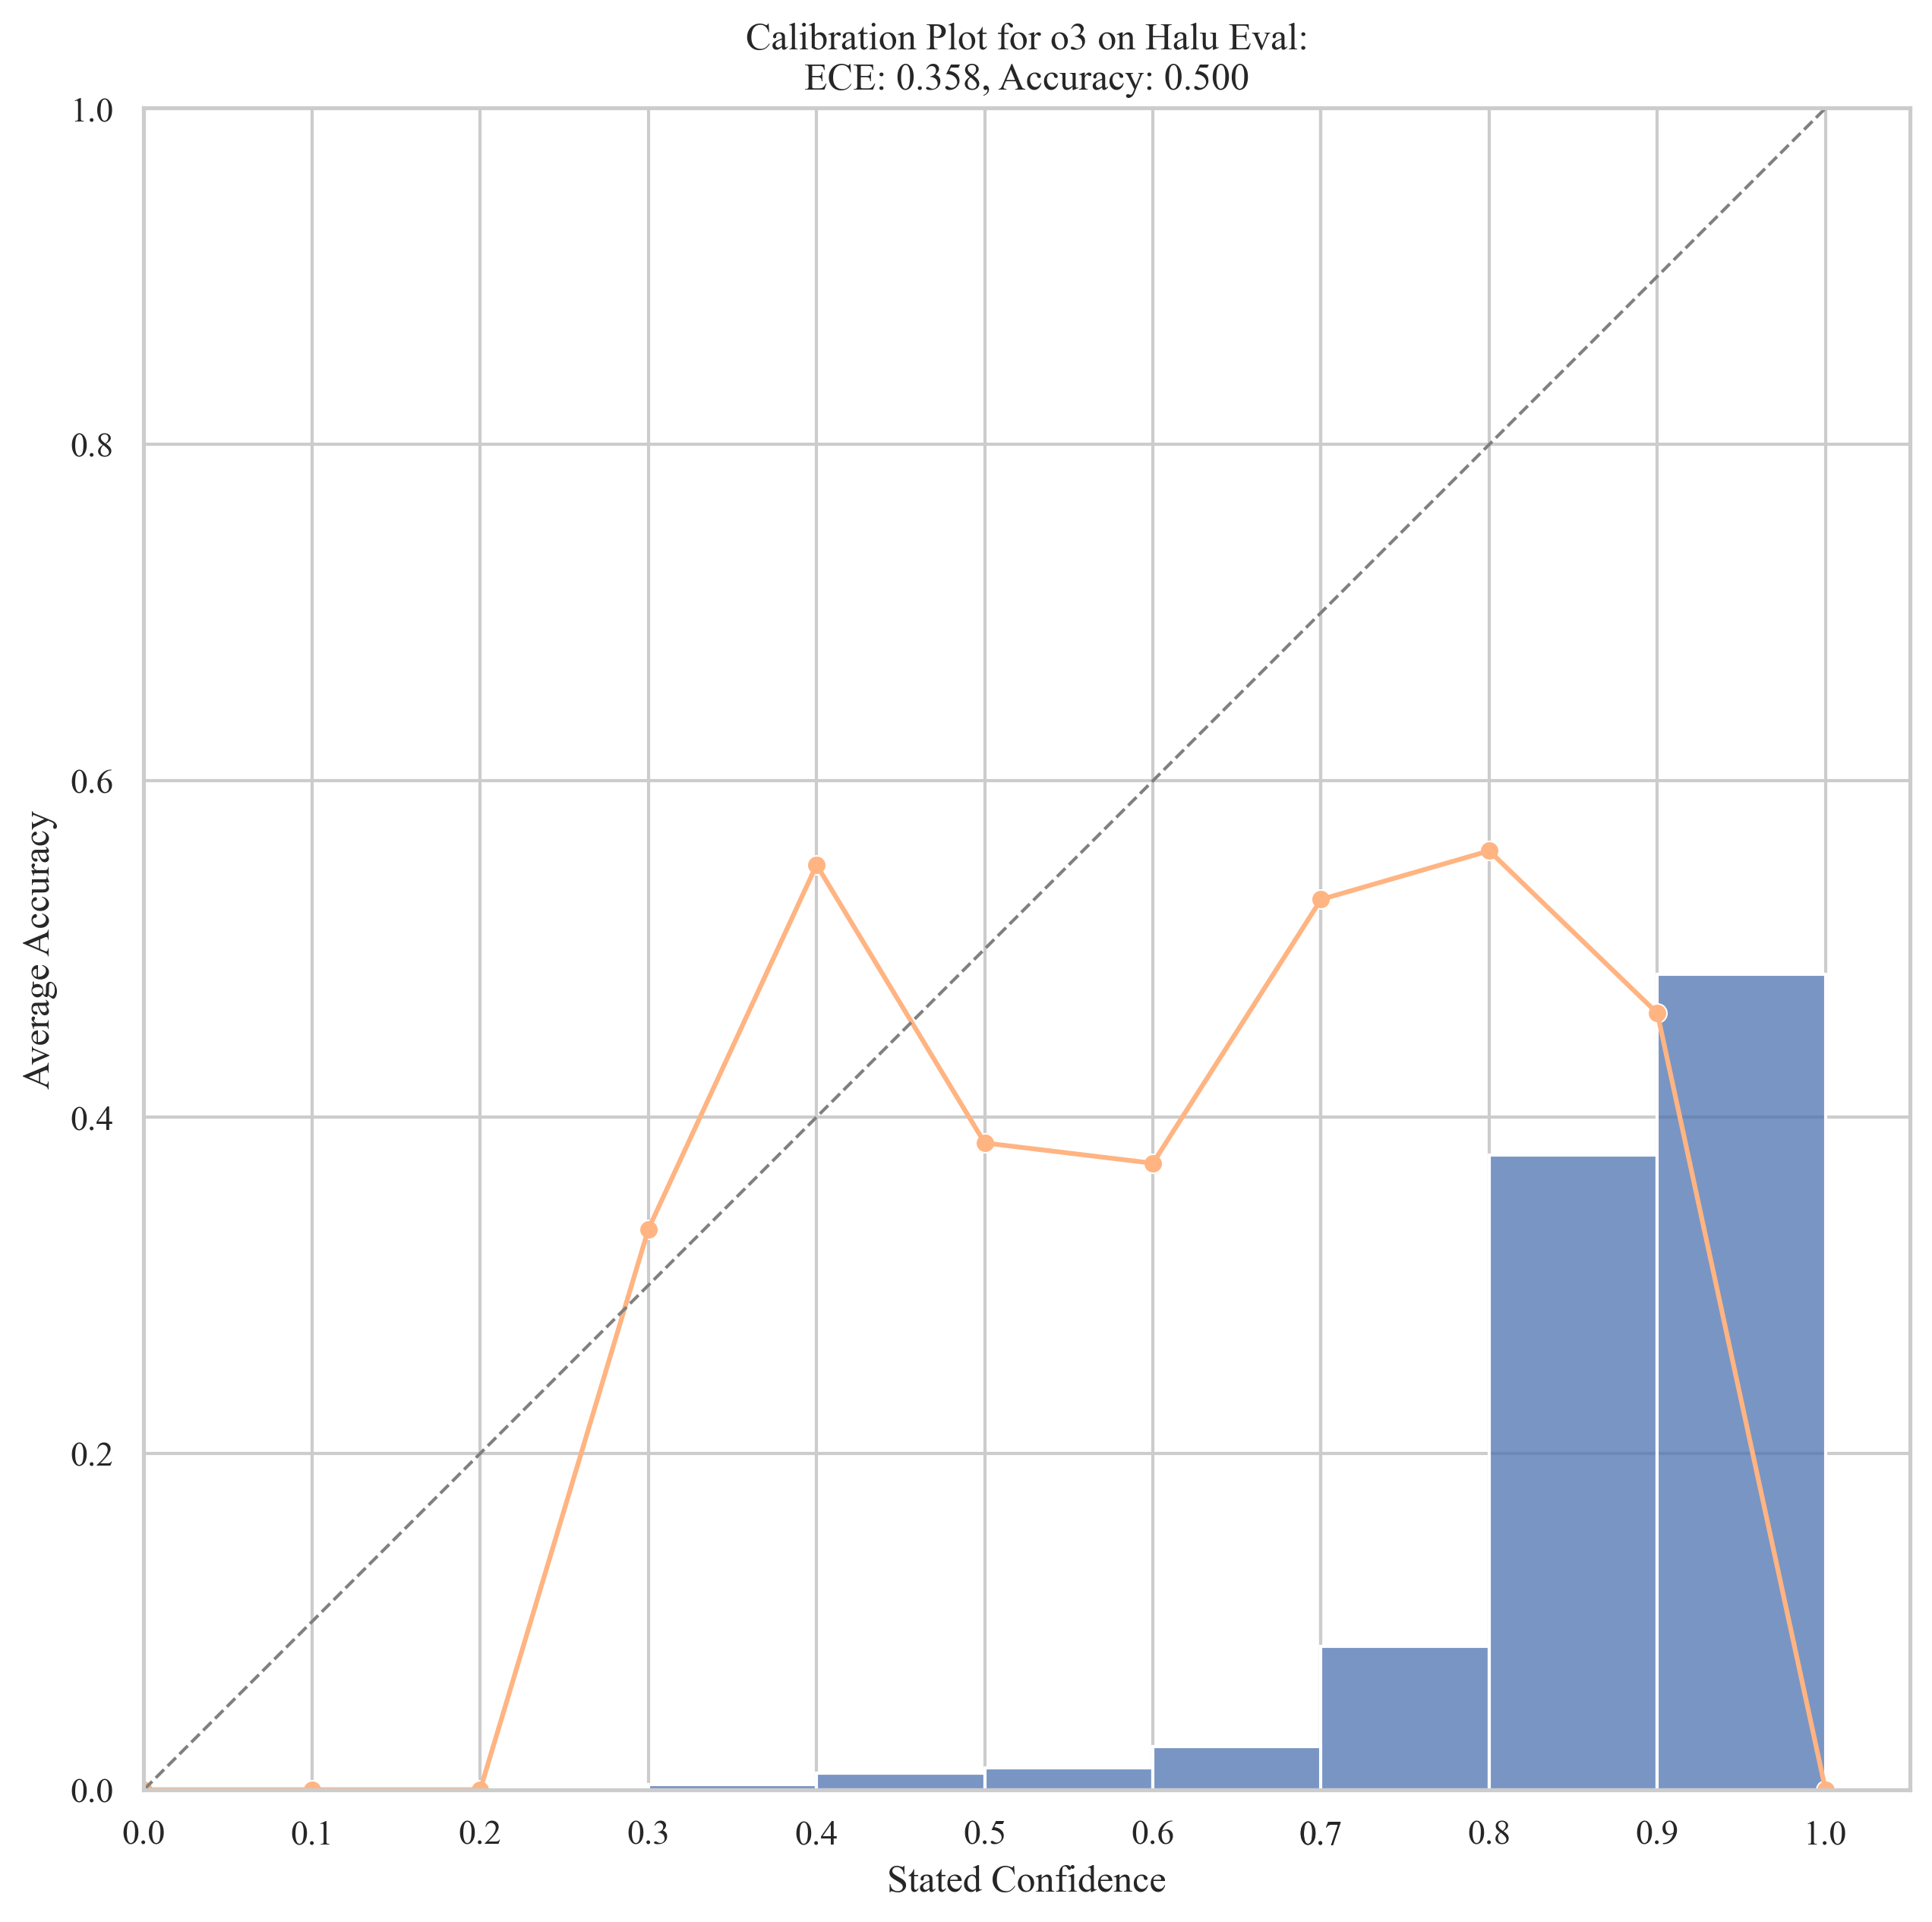 Calibration Plot for o3 on Halu Eval:
ECE: 0.358, Accuracy: 0.500
1.0
0.8
0.6
0.4
0.2
0.0
Average Accuracy
0.0 0.1 0.2 0.3 0.4 0.5 0.6 0.7 0.8 0.9 1.0
Stated Confidence